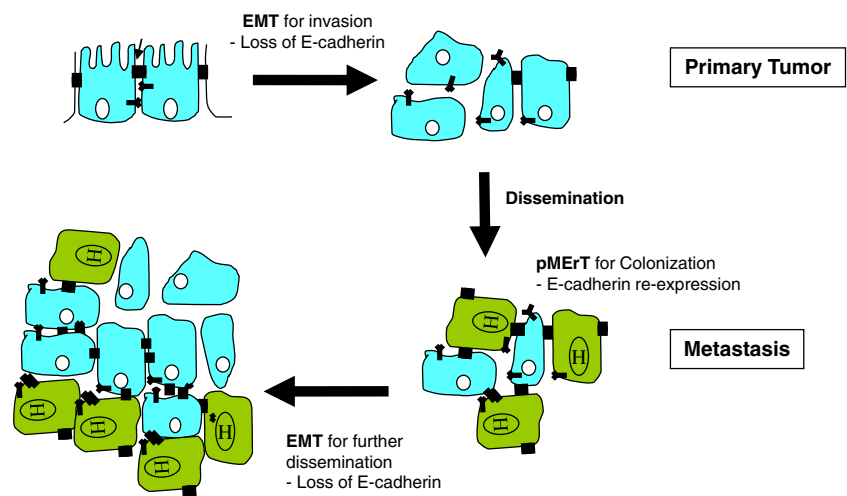 EMT for invasion
- Loss of E-cadherin
Primary Tumor
Dissemination
pMErT for Colonization
- E-cadherin re-expression
H
H
H
H
Metastasis
H
H
H
H
H
EMT for further
dissemination
- Loss of E-cadherin